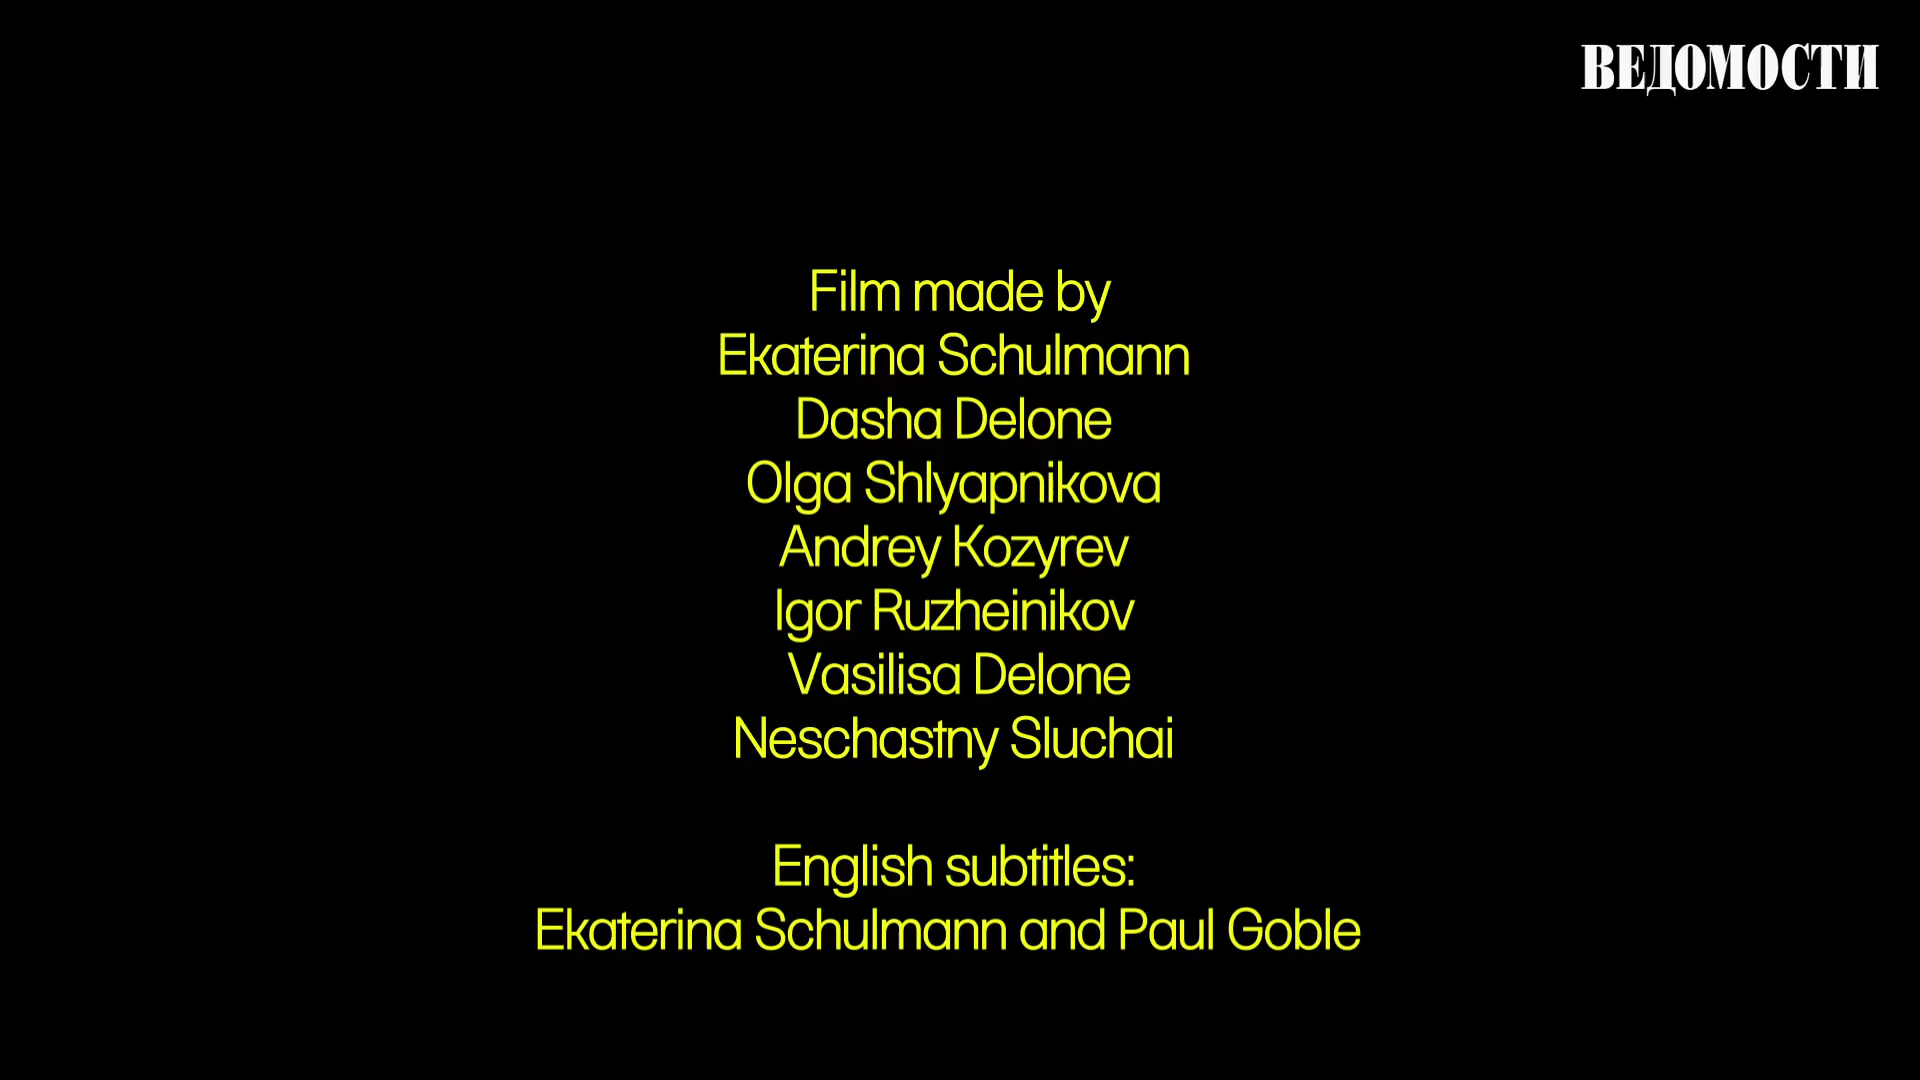 ВЕДОМОСТИ
Film made by
Ekaterina Schulmann
Dasha Delone
Olga Shlyapnikova
Andrey Kozyrev
Igor Ruzheinikov
Vasilisa Delone
Neschastny Sluchai
English subtitles:
Ekaterina Schulmann and Paul Goble